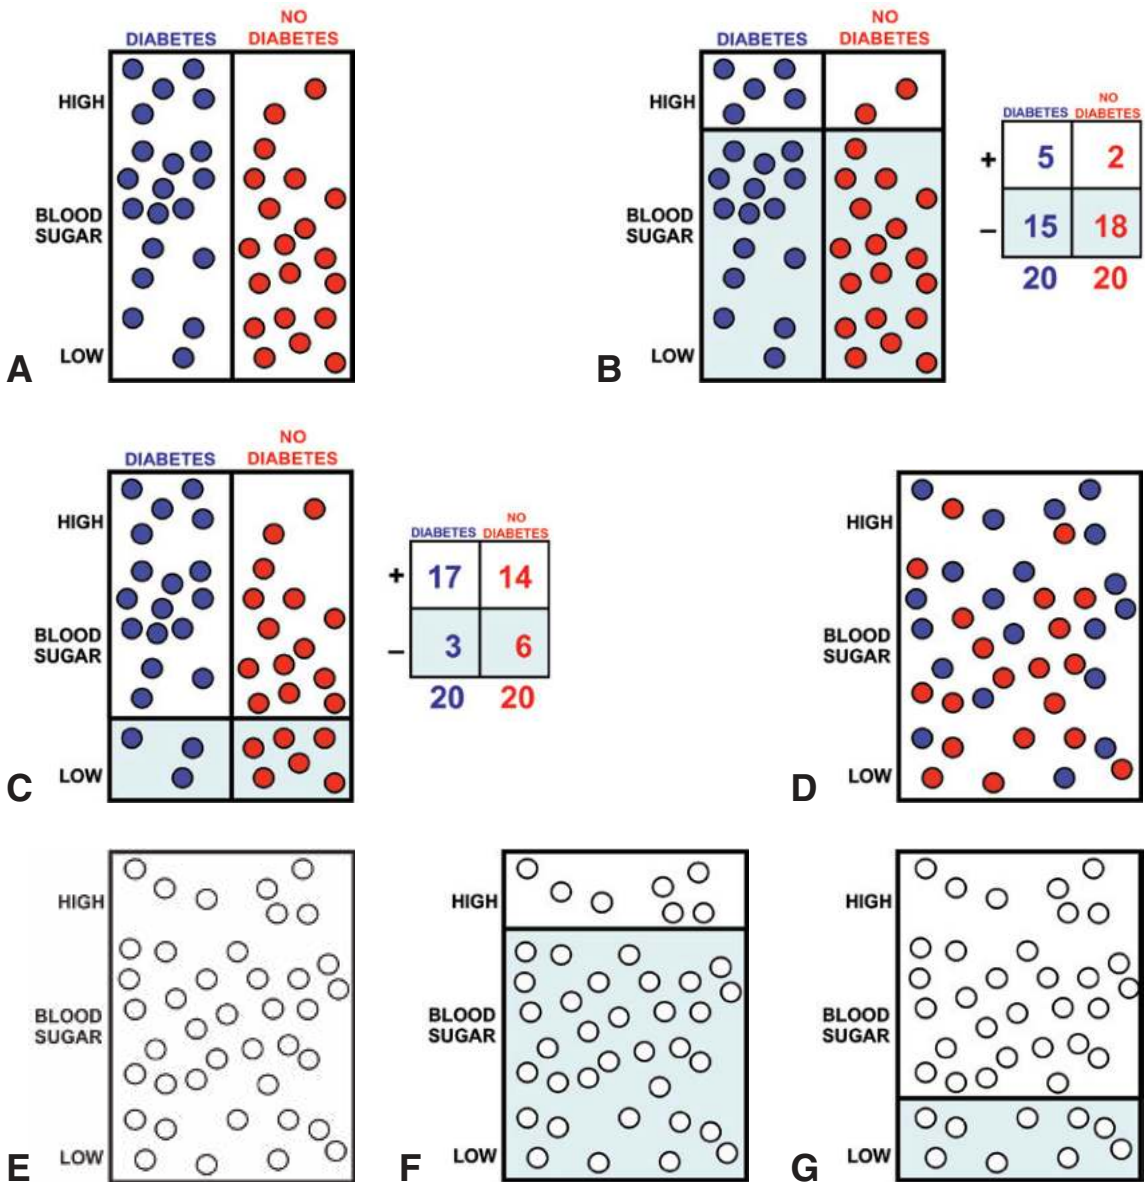 NO
DIABETES DIABETES
HIGH
BLOOD
SUGAR
LOW
A
NO
DIABETES DIABETES
HIGH
BLOOD
SUGAR
LOW
B
NO
DIABETES DIABETES
+ 5 2
– 15 18
20 20
NO
DIABETES DIABETES
HIGH
BLOOD
SUGAR
LOW
C
NO
DIABETES DIABETES
+ 17 14
– 3 6
20 20
HIGH
BLOOD
SUGAR
LOW
D
HIGH
BLOOD
SUGAR
LOW
E
HIGH
BLOOD
SUGAR
LOW
F
HIGH
BLOOD
SUGAR
LOW
G